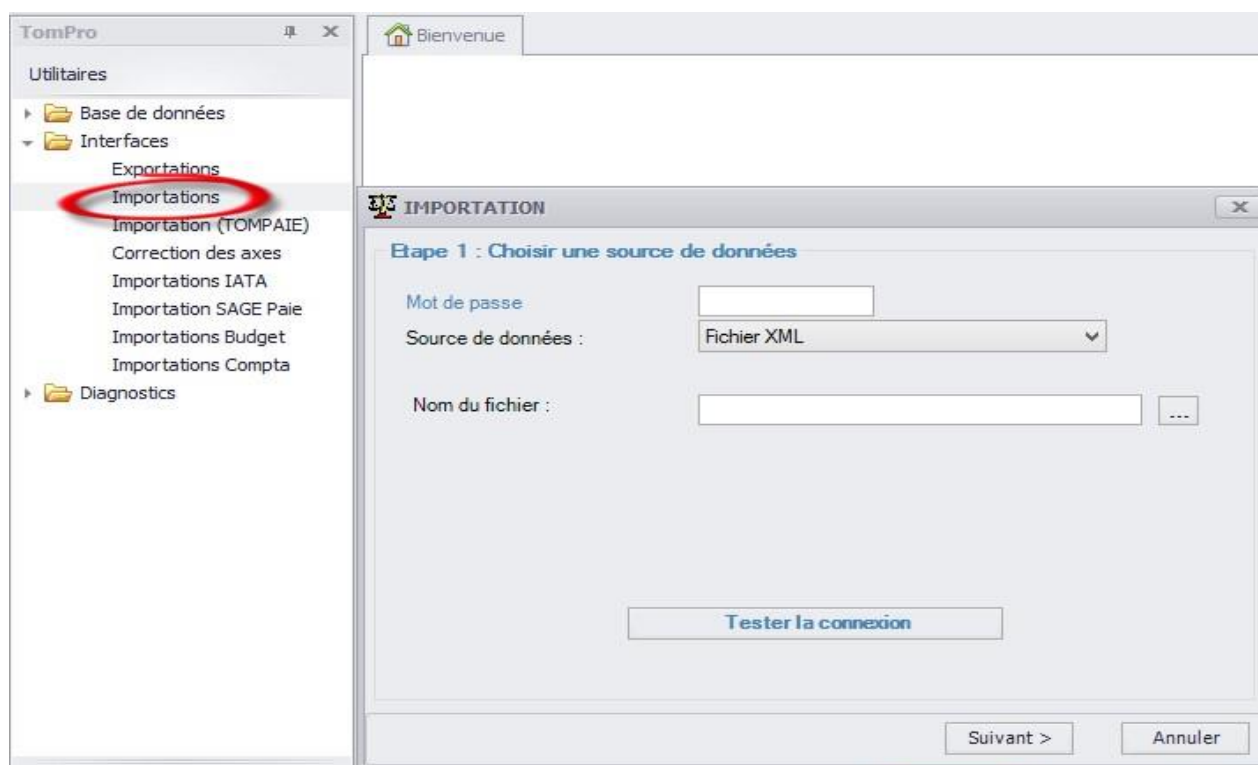 TomPro
Utilitaires
Base de données
Interfaces
Exportations
Importations
Importation (TOMPAIE)
Correction des axes
Importations IATA
Importation SAGE Paie
Importations Budget
Importations Compta
Diagnostics
Bienvenue
IMPORTATION
Etape 1 : Choisir une source de données
Mot de passe
Source de données : Fichier XML
Nom du fichier : ...
Tester la connexion
Suivant > Annuler